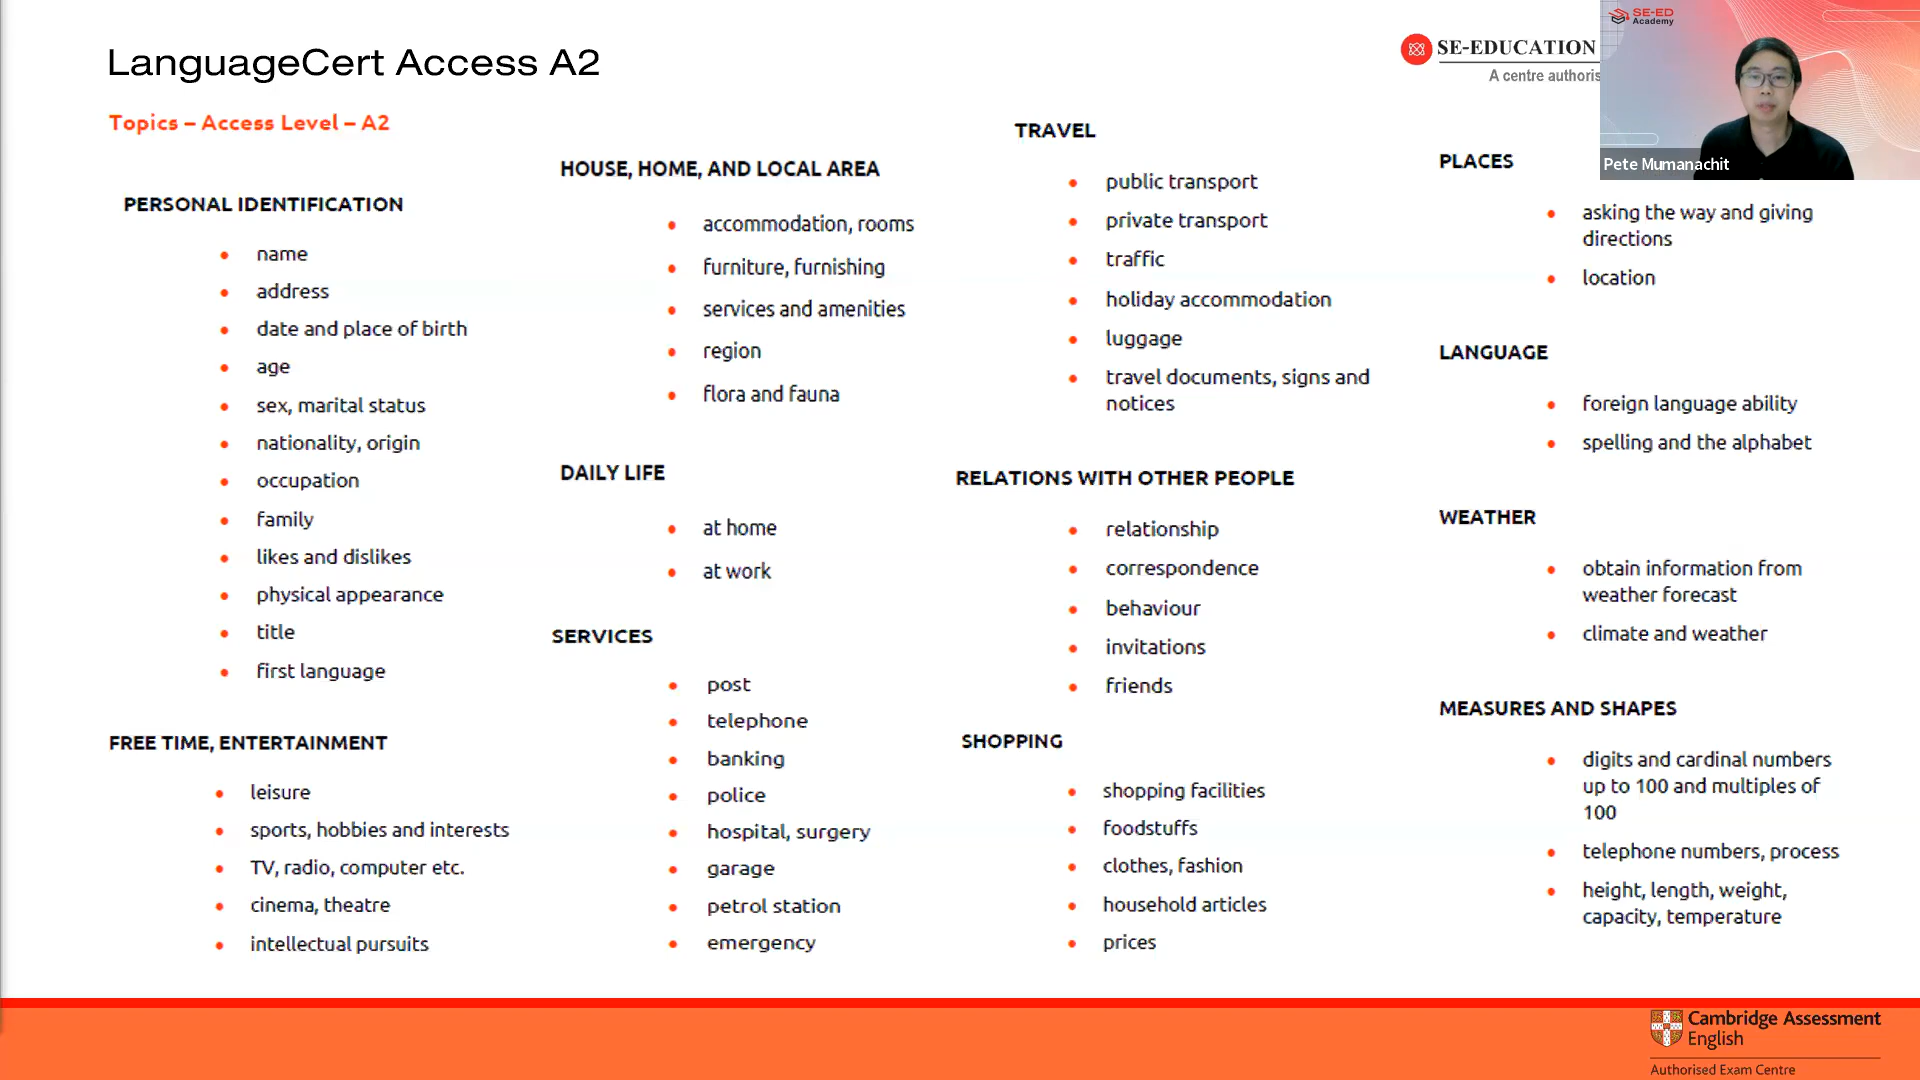 LanguageCert Access A2
Topics – Access Level – A2
PERSONAL IDENTIFICATION
name
address
date and place of birth
age
sex, marital status
nationality, origin
occupation
family
likes and dislikes
physical appearance
title
first language
FREE TIME, ENTERTAINMENT
leisure
sports, hobbies and interests
TV, radio, computer etc.
cinema, theatre
intellectual pursuits
HOUSE, HOME, AND LOCAL AREA
accommodation, rooms
furniture, furnishing
services and amenities
region
flora and fauna
DAILY LIFE
at home
at work
SERVICES
post
telephone
banking
police
hospital, surgery
garage
petrol station
emergency
TRAVEL
public transport
private transport
traffic
holiday accommodation
luggage
travel documents, signs and
notices
RELATIONS WITH OTHER PEOPLE
relationship
correspondence
behaviour
invitations
friends
SHOPPING
shopping facilities
foodstuffs
clothes, fashion
household articles
prices
SE-EDUCATION
A centre authoris
SE-ED
Academy
Pete Mumanachit
PLACES
asking the way and giving
directions
location
LANGUAGE
foreign language ability
spelling and the alphabet
WEATHER
obtain information from
weather forecast
climate and weather
MEASURES AND SHAPES
digits and cardinal numbers
up to 100 and multiples of
100
telephone numbers, process
height, length, weight,
capacity, temperature
Cambridge Assessment
English
Authorised Exam Centre